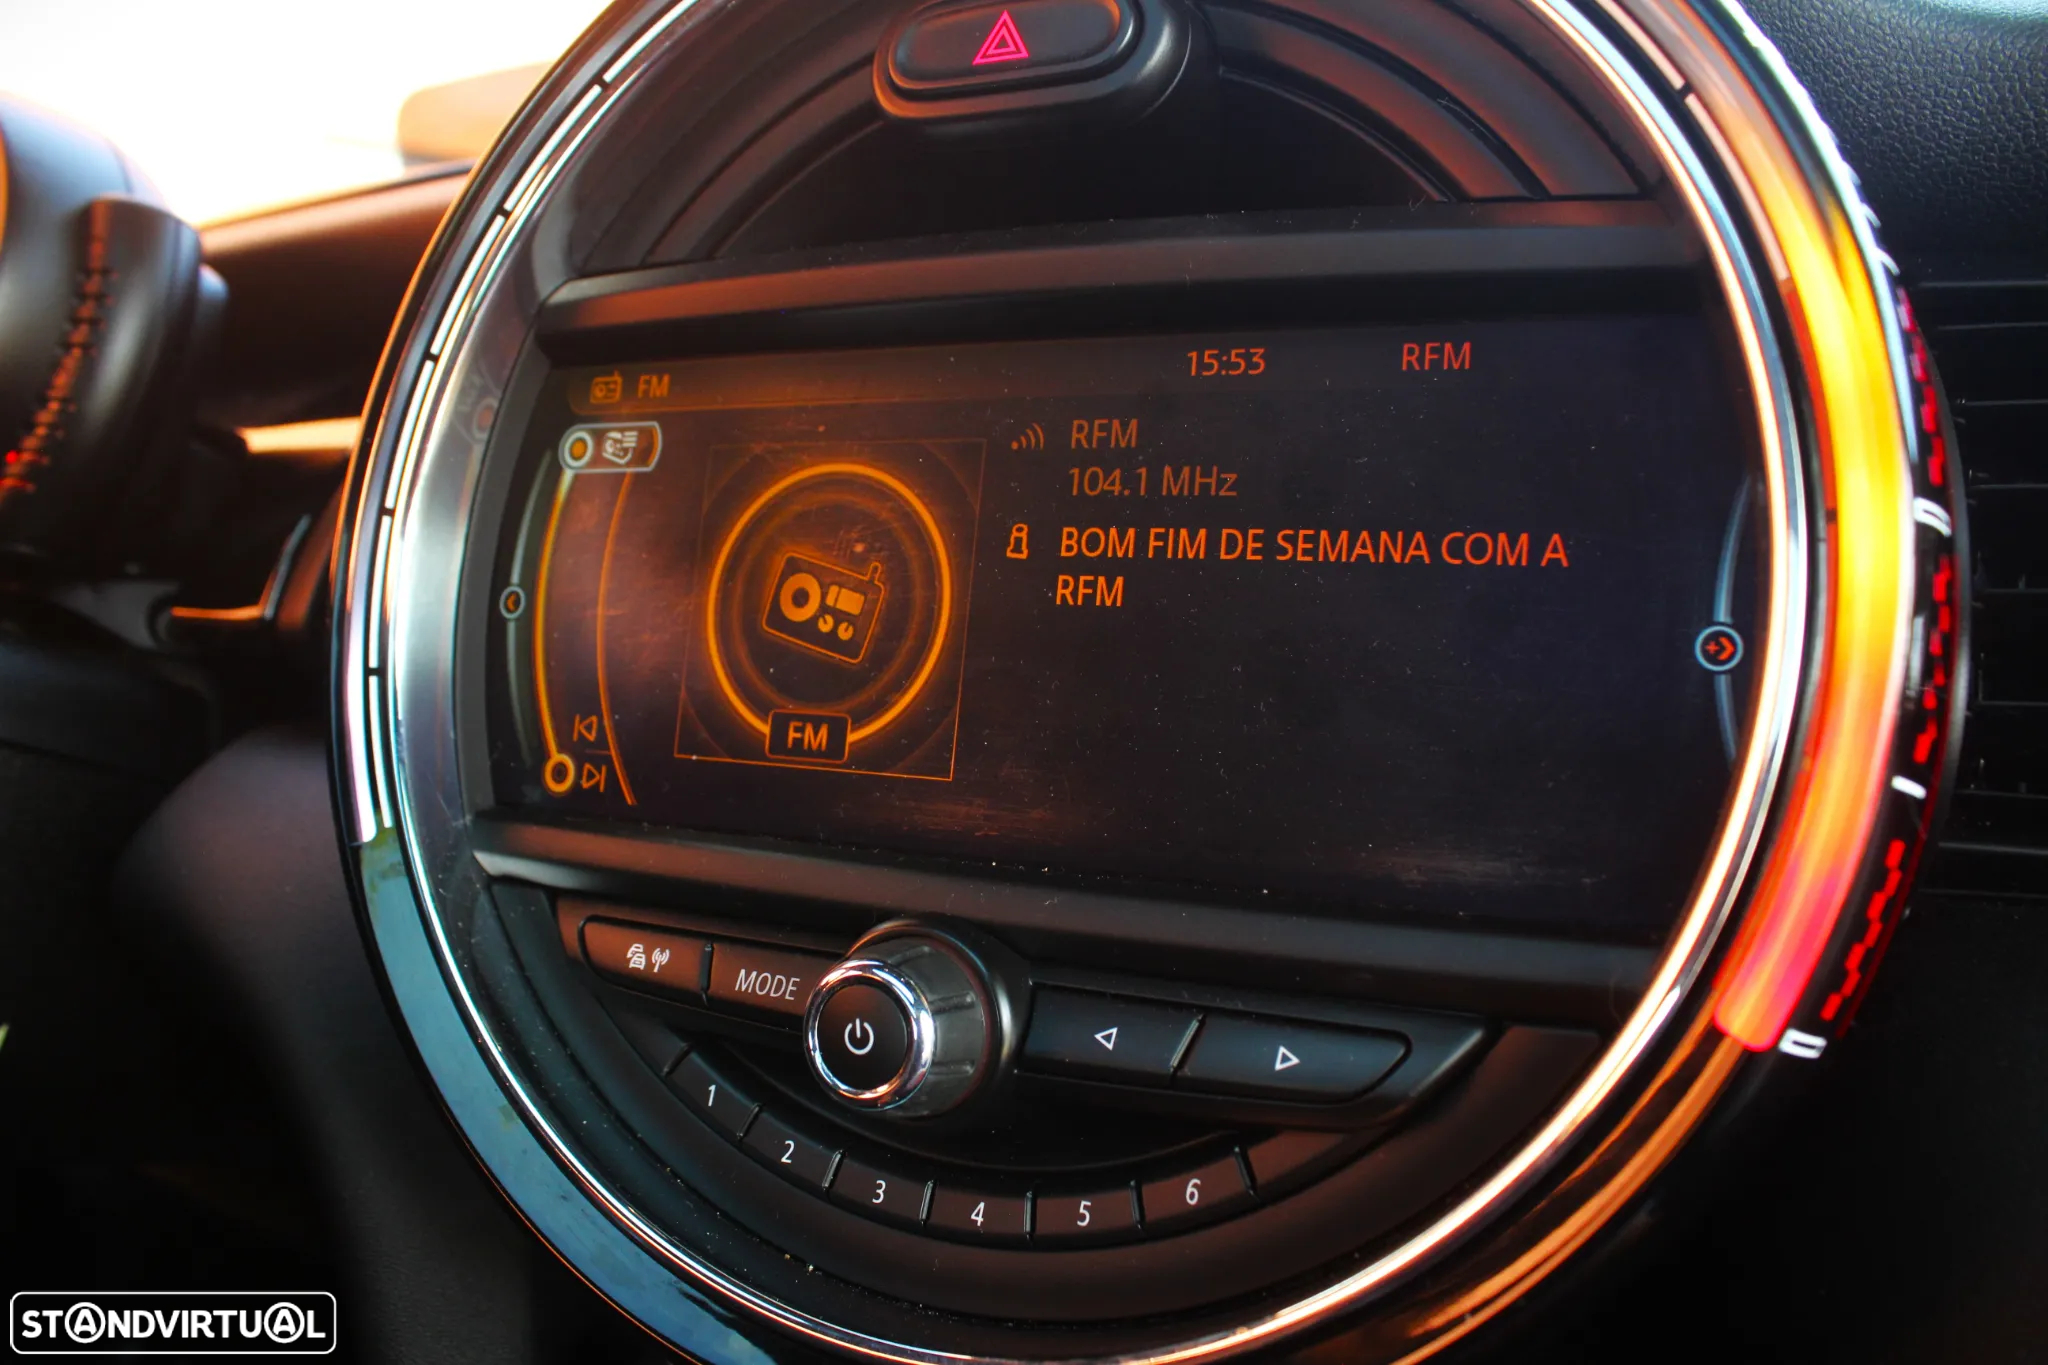 15:53
RFM
FM
RFM
104.1 MHz
BOM FIM DE SEMANA COM A
RFM
FM
MODE
1
2
3
4
5
6
STANDVIRTUAL